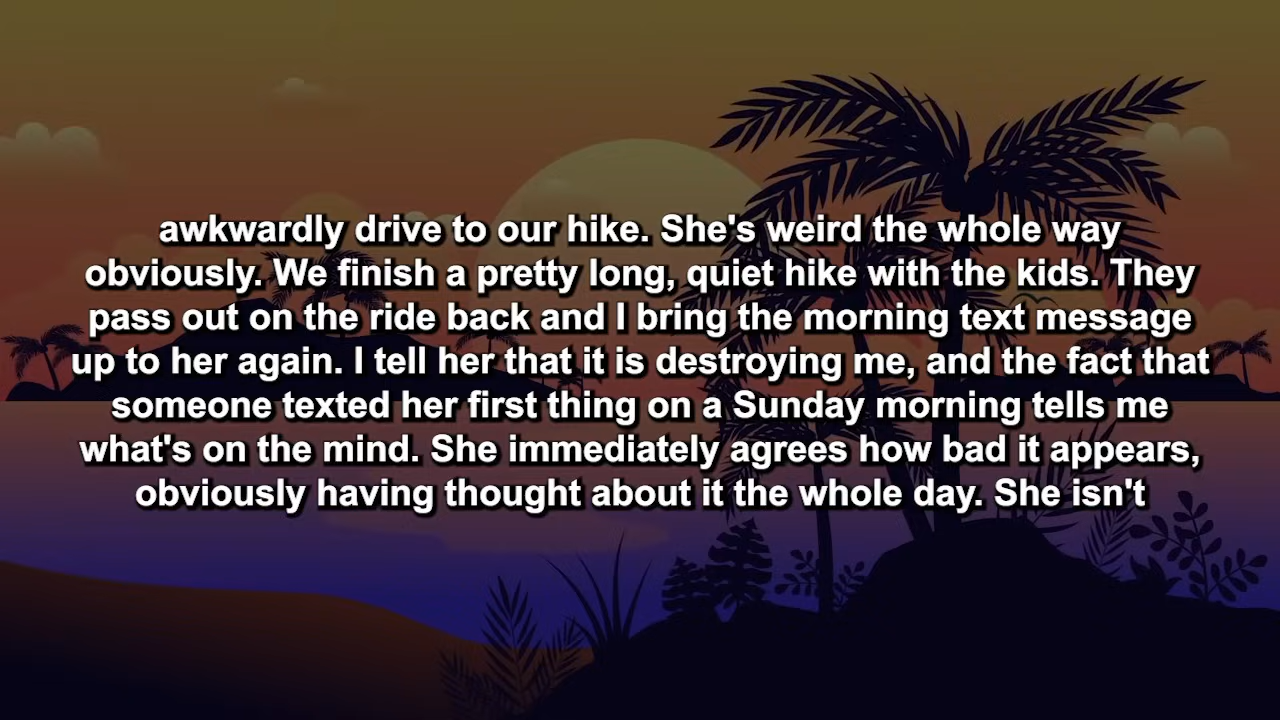 awkwardly drive to our hike. She's weird the whole way
obviously. We finish a pretty long, quiet hike with the kids. They
pass out on the ride back and I bring the morning text message
up to her again. I tell her that it is destroying me, and the fact that
someone texted her first thing on a Sunday morning tells me
what's on the mind. She immediately agrees how bad it appears,
obviously having thought about it the whole day. She isn't